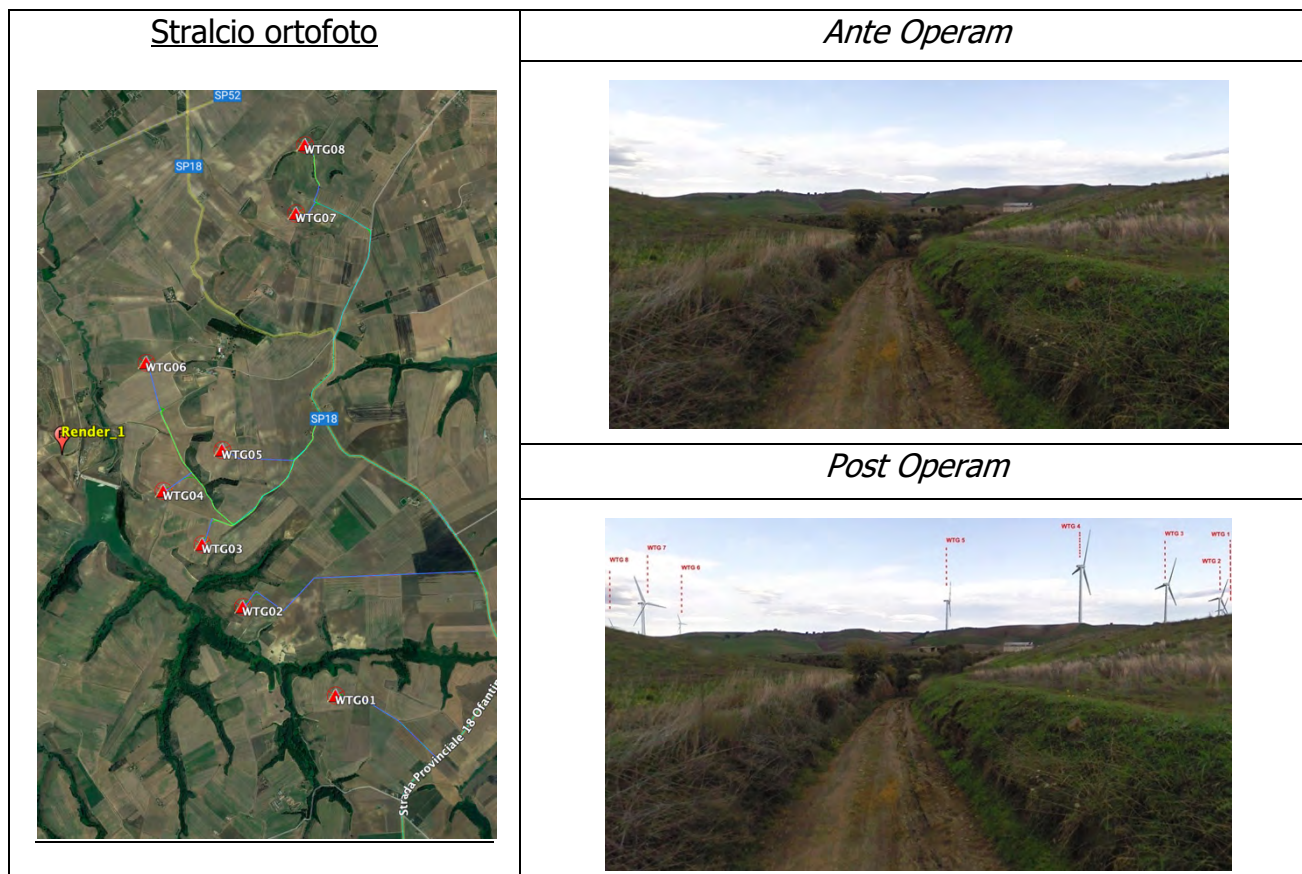 Stralcio ortofoto
Ante Operam
SP52
WTG08
SP18
WTG07
WTG06
SP18
Render_1
WTG05
WTG04
WTG03
WTG02
WTG01
Strada Provinciale 18 Ofantin
Post Operam
WTG 8
WTG 7
WTG 6
WTG 5
WTG 4
WTG 3
WTG 2
WTG 1